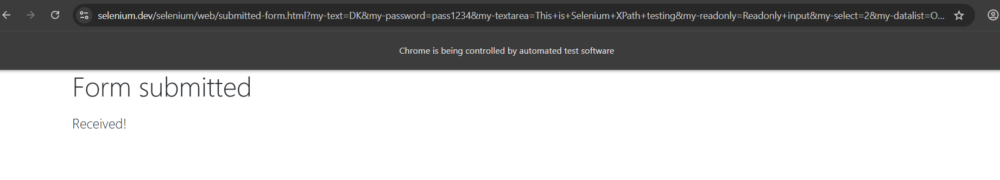 selenium.dev/selenium/web/submitted-form.html?my-text=DK&my-password=pass1234&my-textarea=This+is+Selenium+XPath+testing&my-readonly=Readonly+input&my-select=2&my-datalist=O...
Chrome is being controlled by automated test software
Form submitted
Received!